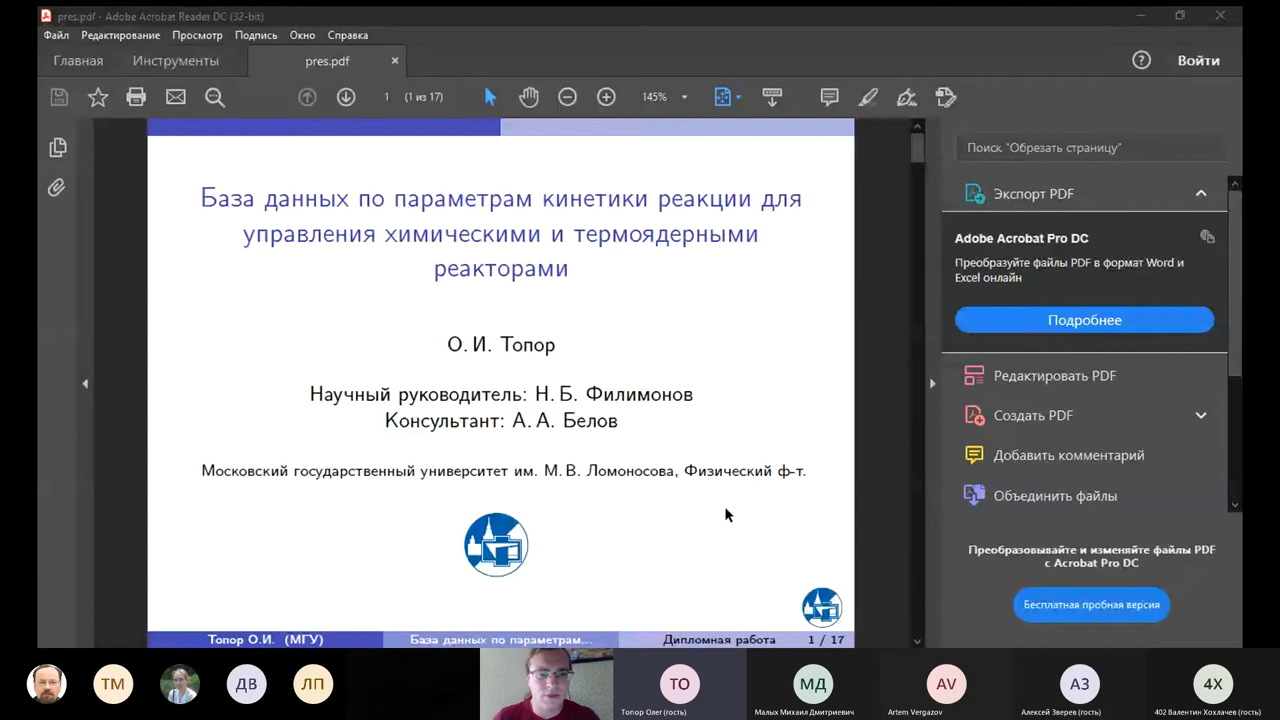 pres.pdf - Adobe Acrobat Reader DC (32-bit)
Файл Редактирование Просмотр Подпись Окно Справка
Главная Инструменты pres.pdf × ? Войти
1 (1 из 17) 145%
Поиск "Обрезать страницу"
Экспорт PDF
Adobe Acrobat Pro DC
Преобразуйте файлы PDF в формат Word и
Excel онлайн
Подробнее
Редактировать PDF
Создать PDF
Добавить комментарий
Объединить файлы
Преобразовывайте и изменяйте файлы PDF
с Acrobat Pro DC
Бесплатная пробная версия
База данных по параметрам кинетики реакции для
управления химическими и термоядерными
реакторами
О. И. Топор
Научный руководитель: Н. Б. Филимонов
Консультант: А. А. Белов
Московский государственный университет им. М. В. Ломоносова, Физический ф-т.
Топор О.И. (МГУ) База данных по параметрам... Дипломная работа 1 / 17
ТМ ДВ ЛП ТО МД AV АЗ 4Х
Топор Олег (гость) Малых Михаил Дмитриевич Artem Vergazov Алексей Зверев (гость) 402 Валентин Хохлачев (гость)